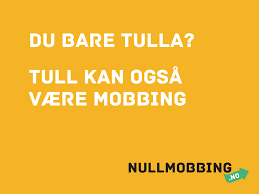 DU BARE TULLA?
TULL KAN OGSÅ
VÆRE MOBBING
NULLMOBBING
.NO